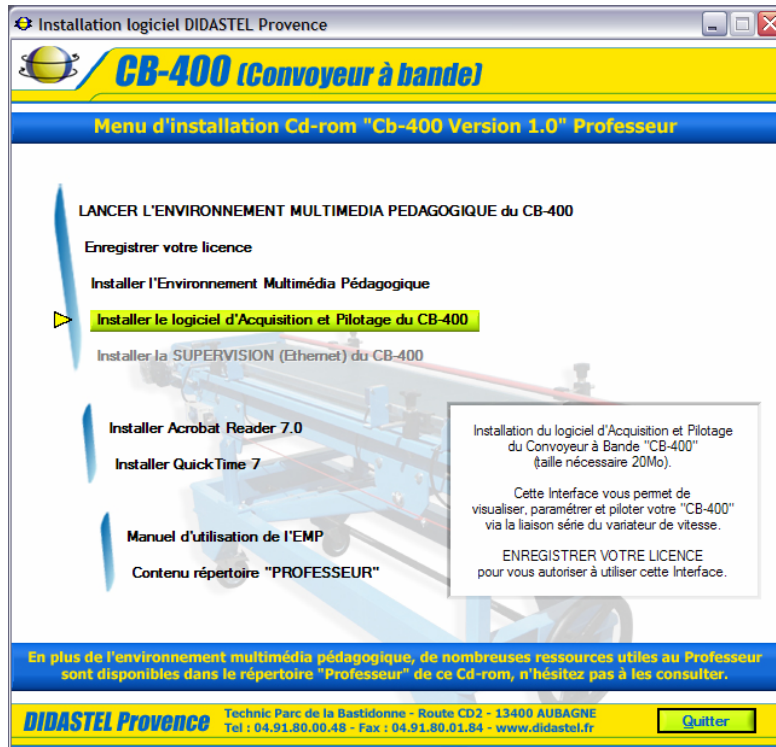 Installation logiciel DIDASTEL Provence
CB-400 (Convoyeur à bande)
Menu d'installation Cd-rom "Cb-400 Version 1.0" Professeur
LANCER L'ENVIRONNEMENT MULTIMEDIA PEDAGOGIQUE du CB-400
Enregistrer votre licence
Installer l'Environnement Multimédia Pédagogique
Installer le logiciel d'Acquisition et Pilotage du CB-400
Installer la SUPERVISION (Ethernet) du CB-400
Installer Acrobat Reader 7.0
Installer QuickTime 7
Manuel d'utilisation de l'EMP
Contenu répertoire "PROFESSEUR"
Installation du logiciel d'Acquisition et Pilotage
du Convoyeur à Bande "CB-400"
(taille nécessaire 20Mo).
Cette Interface vous permet de
visualiser, paramétrer et piloter votre "CB-400"
via la liaison série du variateur de vitesse.
ENREGISTRER VOTRE LICENCE
pour vous autoriser à utiliser cette Interface.
En plus de l'environnement multimédia pédagogique, de nombreuses ressources utiles au Professeur
sont disponibles dans le répertoire "Professeur" de ce Cd-rom, n'hésitez pas à les consulter.
DIDASTEL Provence
Technic Parc de la Bastidonne - Route CD2 - 13400 AUBAGNE
Tel : 04.91.80.00.48 - Fax : 04.91.80.01.84 - www.didastel.fr
Quitter